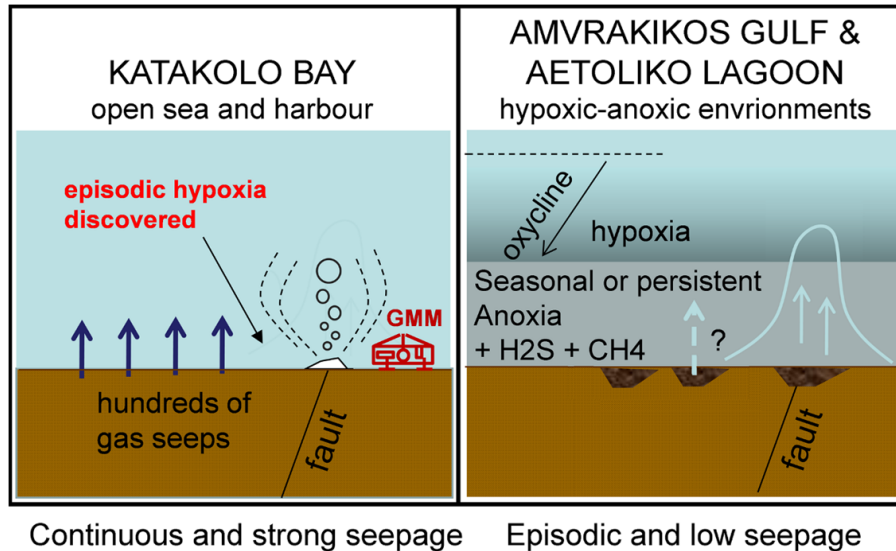 KATAKOLO BAY
open sea and harbour
episodic hypoxia
discovered
GMM
hundreds of
gas seeps
fault
Continuous and strong seepage
AMVRAKIKOS GULF &
AETOLIKO LAGOON
hypoxic-anoxic envrionments
oxycline
hypoxia
Seasonal or persistent
Anoxia
+ H2S + CH4
?
fault
Episodic and low seepage